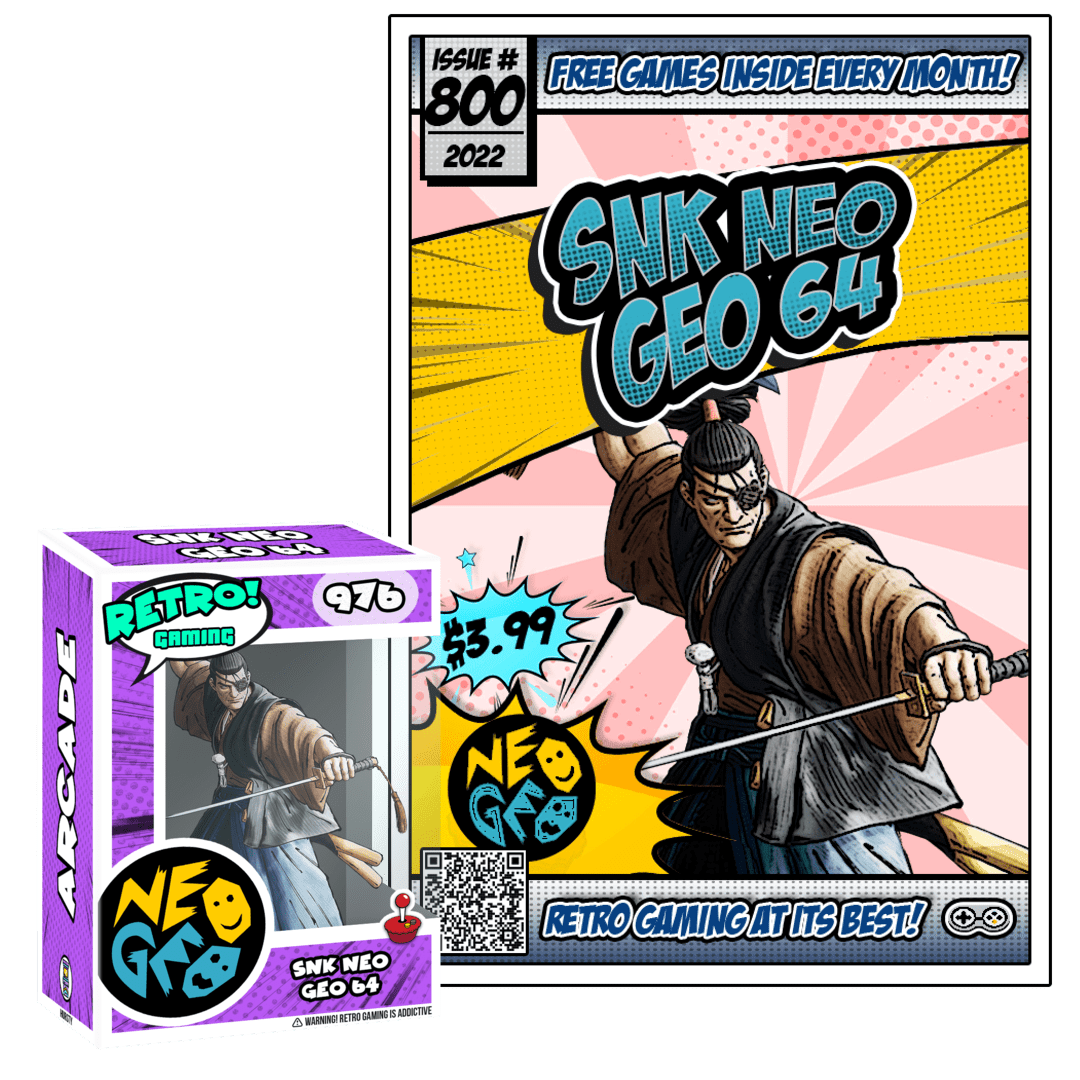 ISSUE #
800
2022
FREE GAMES INSIDE EVERY MONTH!
SNK NEO
GEO 64
$3.99
NEO
GEO
RETRO GAMING AT ITS BEST!
SNK NEO
GEO 64
RETRO!
GAMING
976
ARCADE
NEO
GEO
SNK NEO
GEO 64
WARNING! RETRO GAMING IS ADDICTIVE